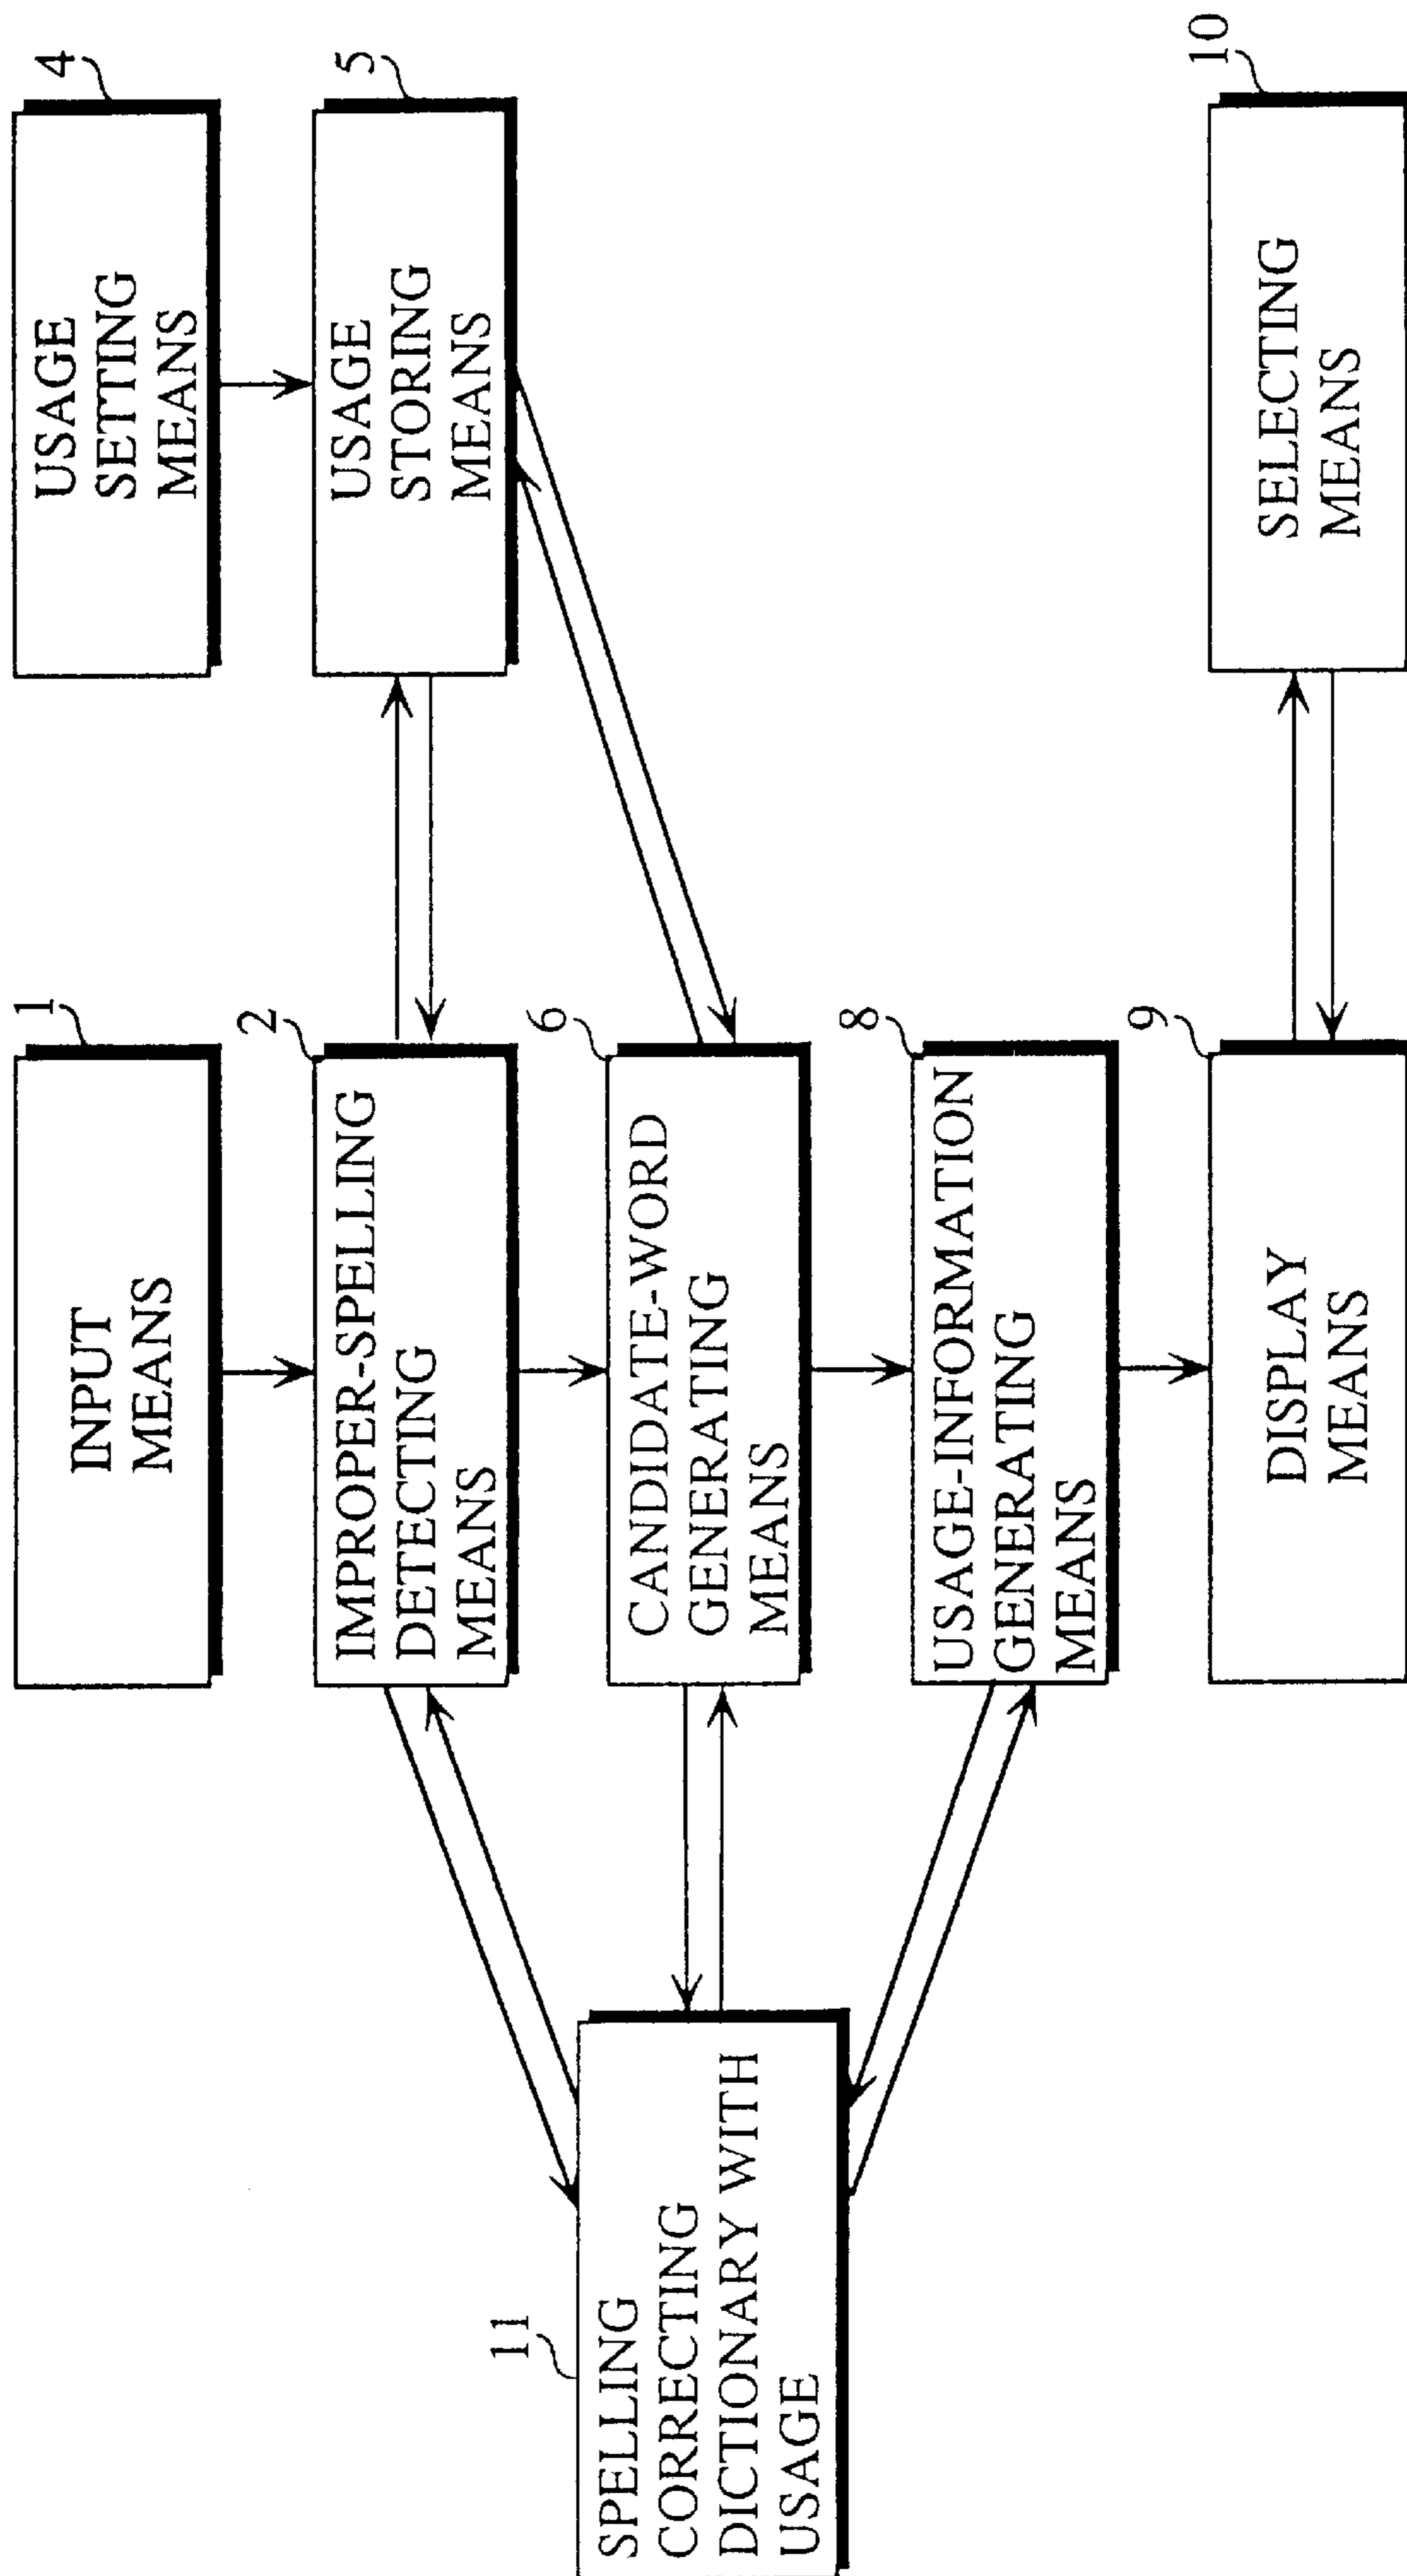 1
INPUT
MEANS
4
USAGE
SETTING
MEANS
2
IMPROPER-SPELLING
DETECTING
MEANS
5
USAGE
STORING
MEANS
11
SPELLING
CORRECTING
DICTIONARY WITH
USAGE
6
CANDIDATE-WORD
GENERATING
MEANS
8
USAGE-INFORMATION
GENERATING
MEANS
9
DISPLAY
MEANS
10
SELECTING
MEANS